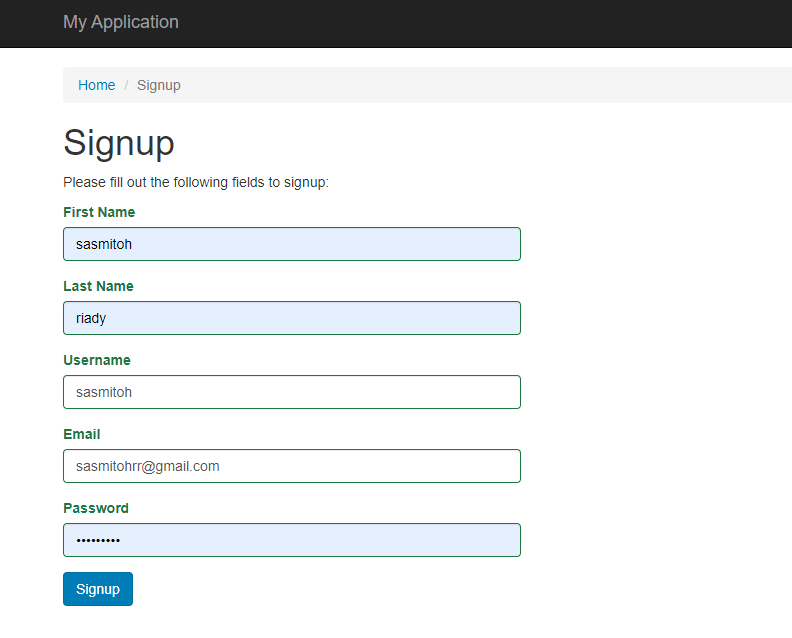 My Application
Home / Signup
Signup
Please fill out the following fields to signup:
First Name
sasmitoh
Last Name
riady
Username
sasmitoh
Email
sasmitohrr@gmail.com
Password
•••••••••
Signup